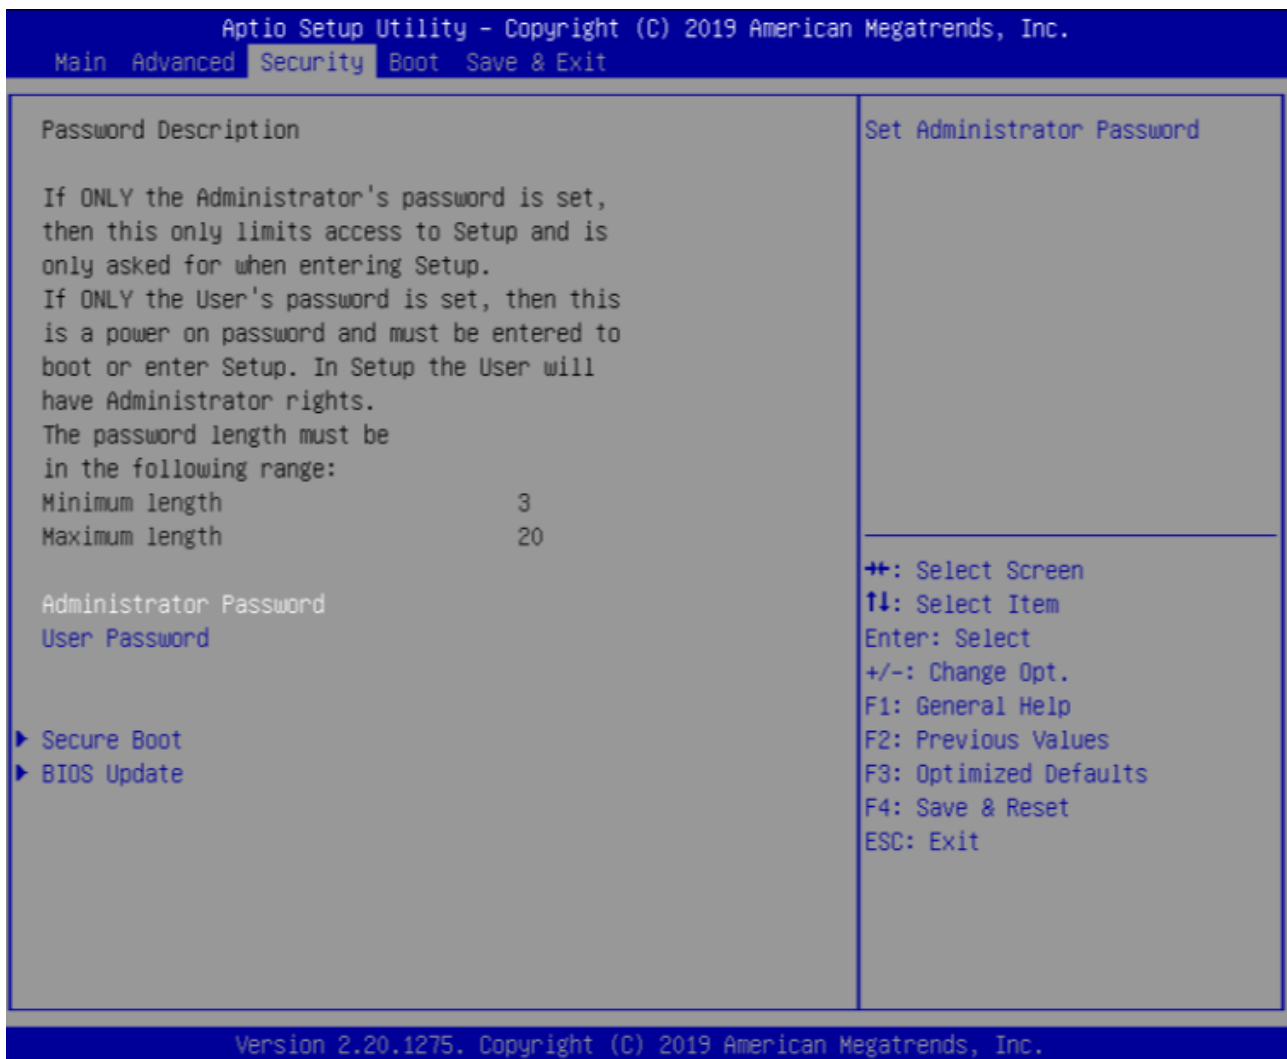 Aptio Setup Utility – Copyright (C) 2019 American Megatrends, Inc.
Main Advanced Security Boot Save & Exit
Password Description
If ONLY the Administrator's password is set,
then this only limits access to Setup and is
only asked for when entering Setup.
If ONLY the User's password is set, then this
is a power on password and must be entered to
boot or enter Setup. In Setup the User will
have Administrator rights.
The password length must be
in the following range:
Minimum length 3
Maximum length 20
Administrator Password
User Password
Secure Boot
BIOS Update
Set Administrator Password
→←: Select Screen
↑↓: Select Item
Enter: Select
+/-: Change Opt.
F1: General Help
F2: Previous Values
F3: Optimized Defaults
F4: Save & Reset
ESC: Exit
Version 2.20.1275. Copyright (C) 2019 American Megatrends, Inc.